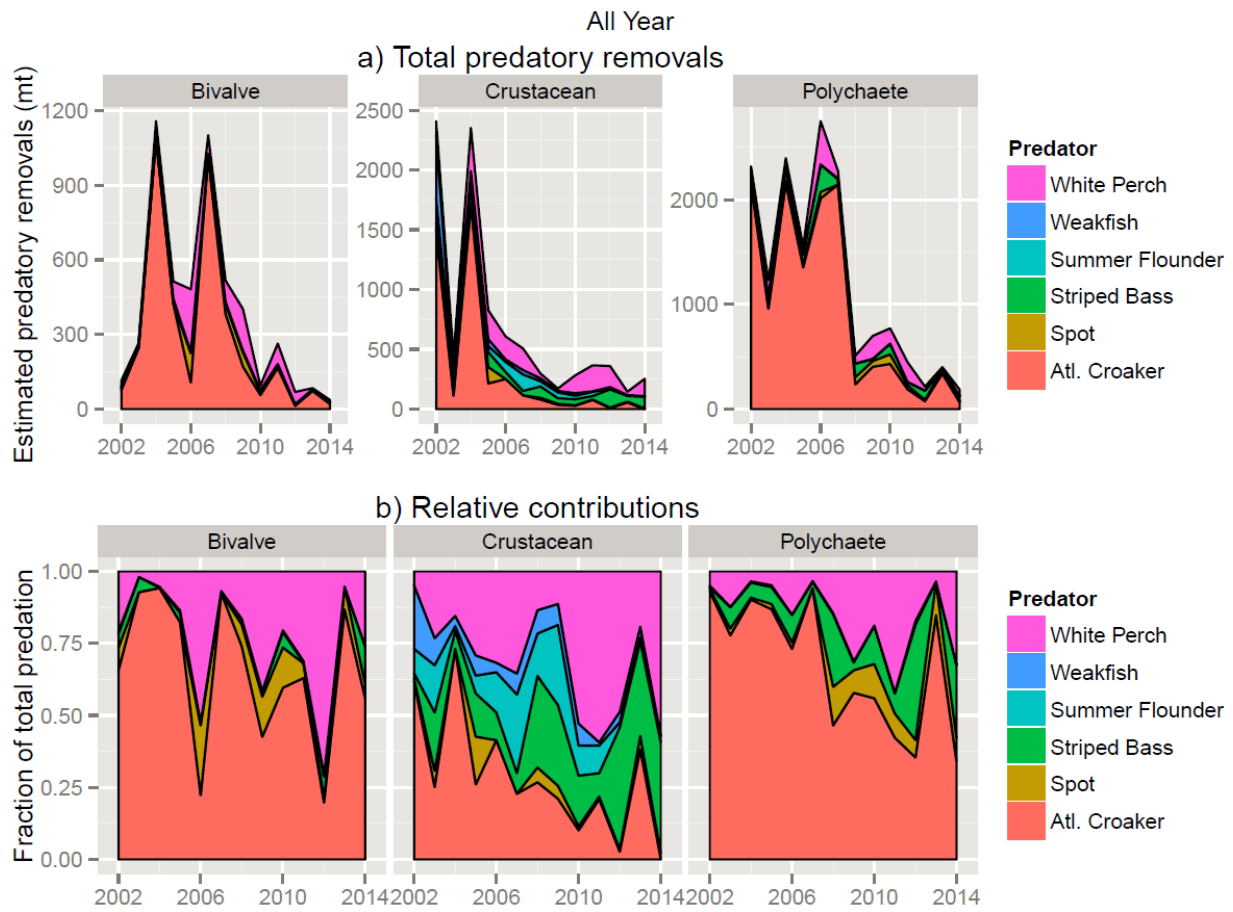 All Year
a) Total predatory removals
Bivalve Crustacean Polychaete
Estimated predatory removals (mt)
1200
900
600
300
0
2500
2000
1500
1000
500
0
2000
1000
0
2002 2006 2010 2014
2002 2006 2010 2014
2002 2006 2010 2014
Predator
White Perch
Weakfish
Summer Flounder
Striped Bass
Spot
Atl. Croaker
b) Relative contributions
Bivalve Crustacean Polychaete
Fraction of total predation
1.00
0.75
0.50
0.25
0.00
2002 2006 2010 2014
2002 2006 2010 2014
2002 2006 2010 2014
Predator
White Perch
Weakfish
Summer Flounder
Striped Bass
Spot
Atl. Croaker